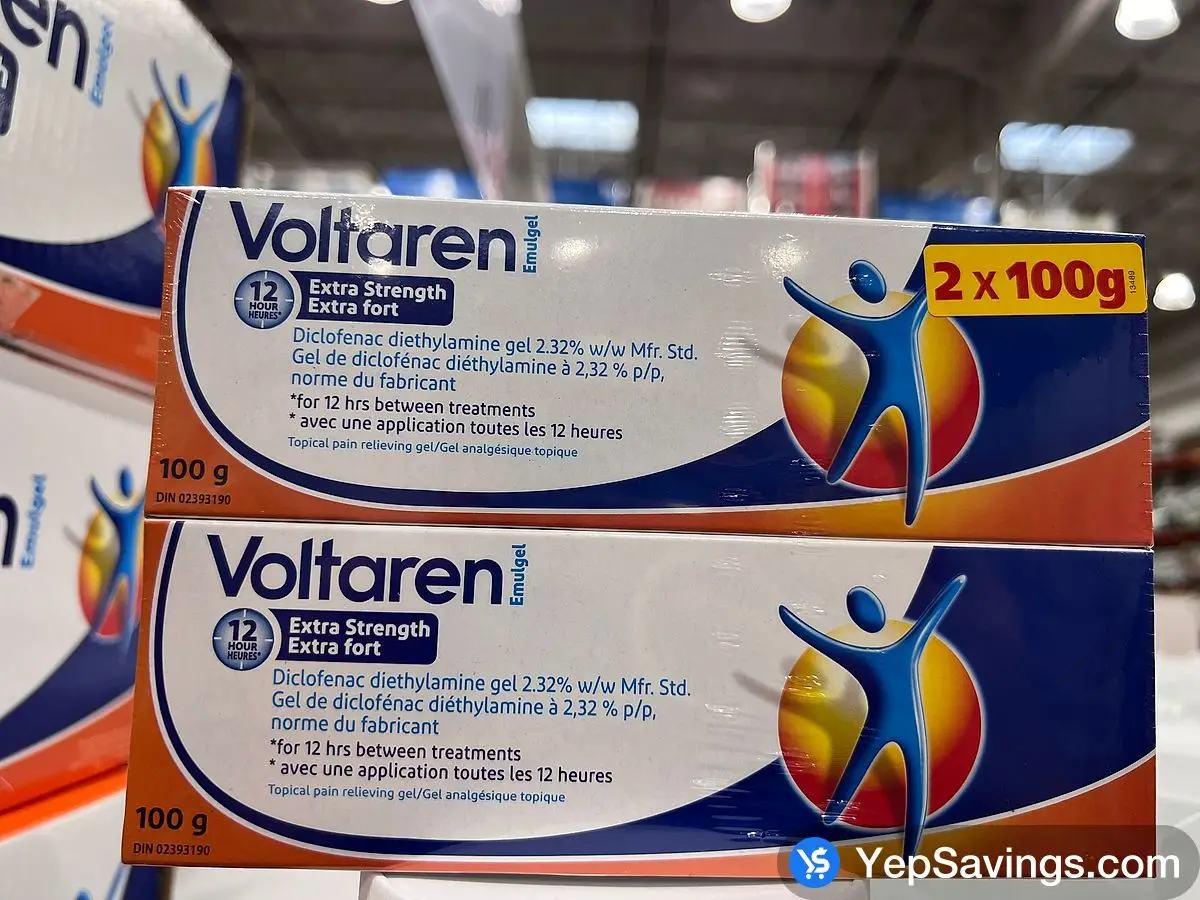 en
Emulgel
Voltaren Emulgel
2 x 100g
13489
12
HOUR
HEURES*
Extra Strength
Extra fort
Diclofenac diethylamine gel 2.32% w/w Mfr. Std.
Gel de diclofénac diéthylamine à 2,32 % p/p,
norme du fabricant
*for 12 hrs between treatments
* avec une application toutes les 12 heures
Topical pain relieving gel/Gel analgésique topique
100 g
DIN 02393190
n
Emulgel
Voltaren Emulgel
12
HOUR
HEURES*
Extra Strength
Extra fort
Diclofenac diethylamine gel 2.32% w/w Mfr. Std.
Gel de diclofénac diéthylamine à 2,32 % p/p,
norme du fabricant
*for 12 hrs between treatments
* avec une application toutes les 12 heures
Topical pain relieving gel/Gel analgésique topique
100 g
DIN 02393190
YepSavings.com